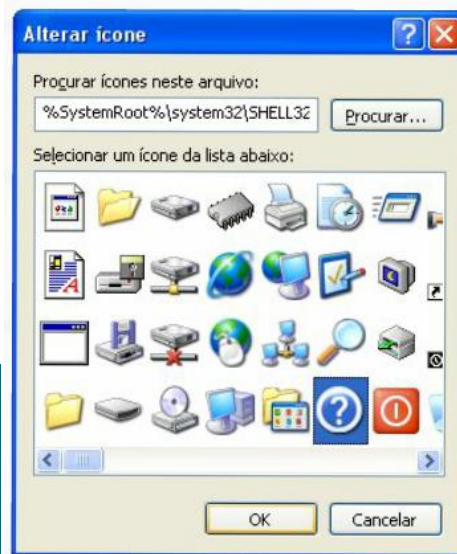 Alterar ícone
Procurar ícones neste arquivo:
%SystemRoot%\system32\SHELL32
Procurar...
Selecionar um ícone da lista abaixo:
OK
Cancelar